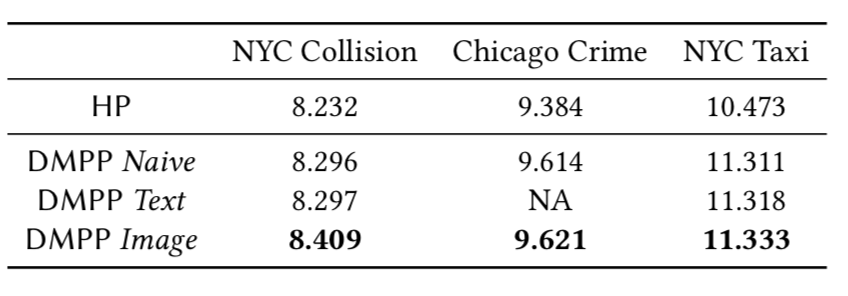 NYC Collision Chicago Crime NYC Taxi
HP 8.232 9.384 10.473
DMPP Naive 8.296 9.614 11.311
DMPP Text 8.297 NA 11.318
DMPP Image 8.409 9.621 11.333